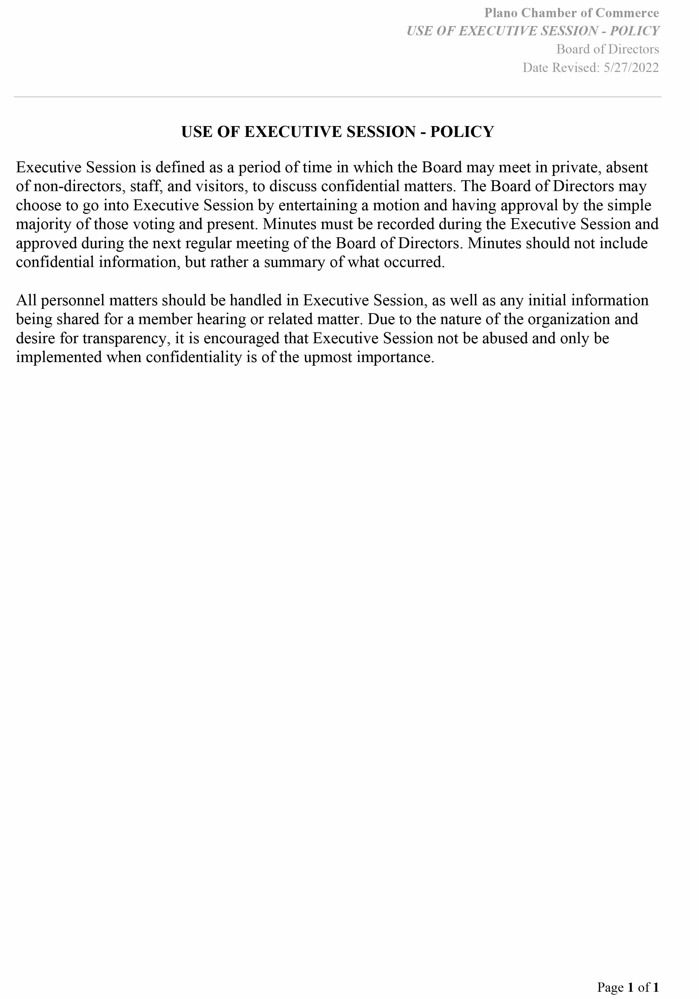 Plano Chamber of Commerce
USE OF EXECUTIVE SESSION - POLICY
Board of Directors
Date Revised: 5/27/2022
USE OF EXECUTIVE SESSION - POLICY
Executive Session is defined as a period of time in which the Board may meet in private, absent
of non-directors, staff, and visitors, to discuss confidential matters. The Board of Directors may
choose to go into Executive Session by entertaining a motion and having approval by the simple
majority of those voting and present. Minutes must be recorded during the Executive Session and
approved during the next regular meeting of the Board of Directors. Minutes should not include
confidential information, but rather a summary of what occurred.
All personnel matters should be handled in Executive Session, as well as any initial information
being shared for a member hearing or related matter. Due to the nature of the organization and
desire for transparency, it is encouraged that Executive Session not be abused and only be
implemented when confidentiality is of the upmost importance.
Page 1 of 1